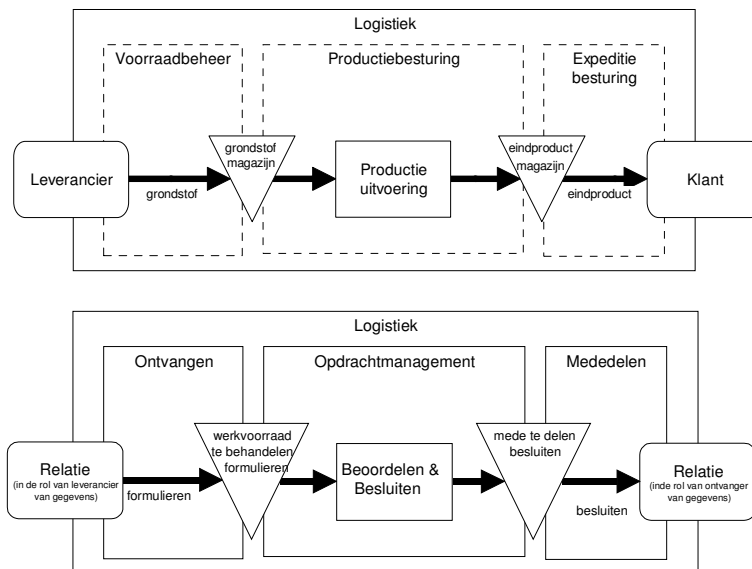 Logistiek
Voorraadbeheer
Productiebesturing
Expeditie
besturing
grondstof
magazijn
eindproduct
magazijn
Leverancier
grondstof
Productie
uitvoering
eindproduct
Klant
Logistiek
Ontvangen
Opdrachtmanagement
Mededelen
werkvoorraad
te behandelen
formulieren
mede te delen
besluiten
Relatie
(in de rol van leverancier
van gegevens)
formulieren
Beoordelen &
Besluiten
besluiten
Relatie
(inde rol van ontvanger
van gegevens)